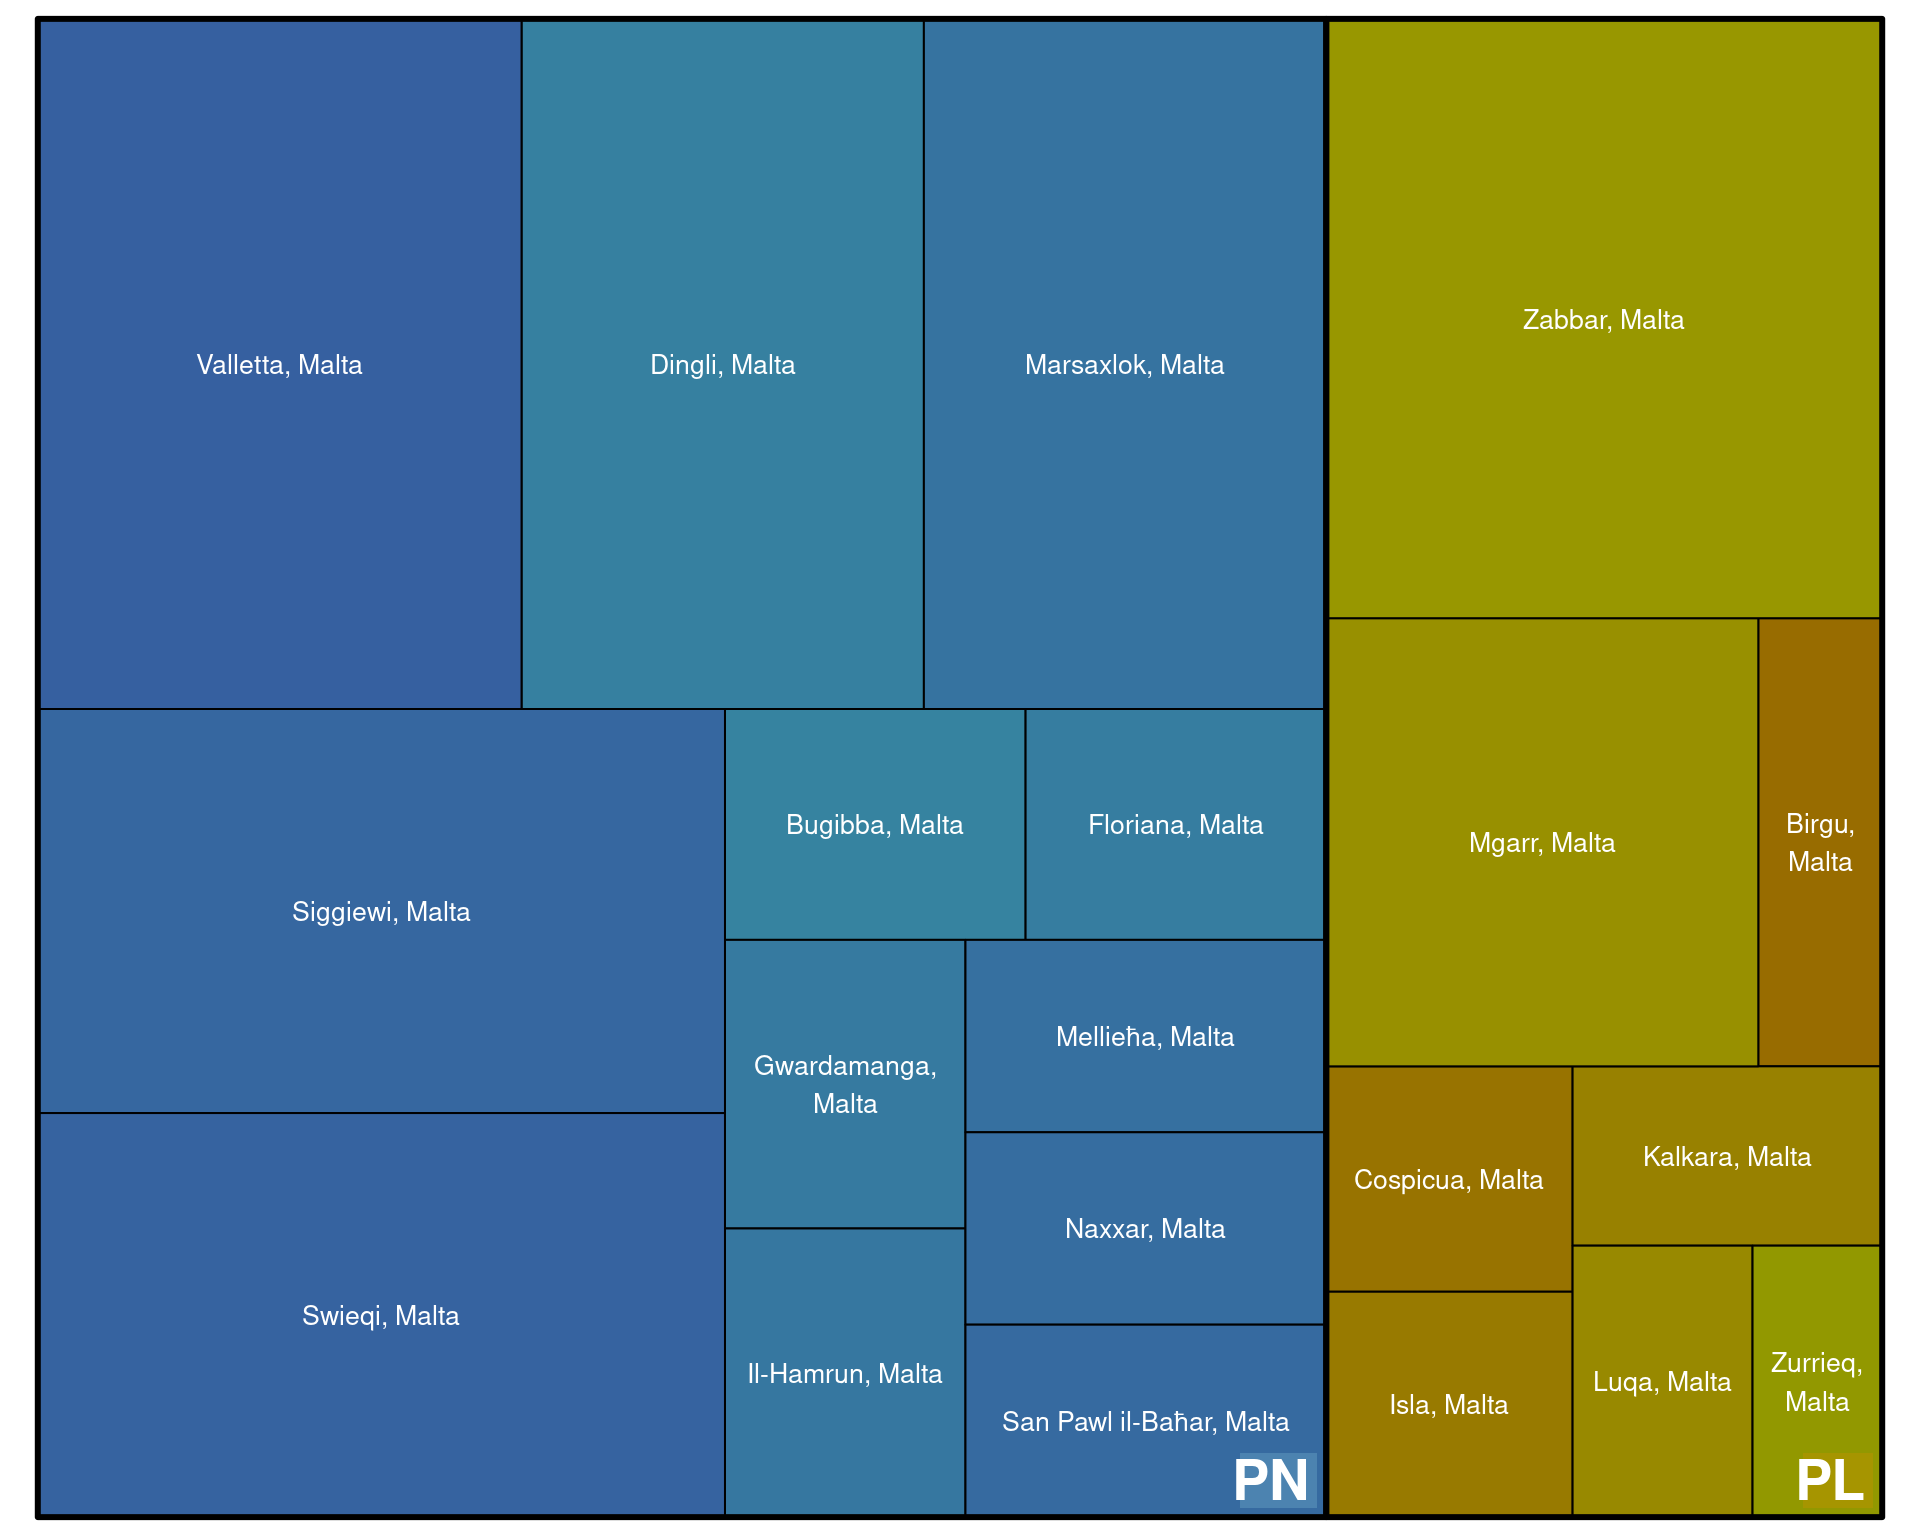 Valletta, Malta
Dingli, Malta
Marsaxlok, Malta
Zabbar, Malta
Siggiewi, Malta
Bugibba, Malta
Floriana, Malta
Mgarr, Malta
Birgu,
Malta
Gwardamanga,
Malta
Mellieħa, Malta
Naxxar, Malta
Cospicua, Malta
Kalkara, Malta
Swieqi, Malta
Il-Hamrun, Malta
San Pawl il-Baħar, Malta
Isla, Malta
Luqa, Malta
Zurrieq,
Malta
PN
PL